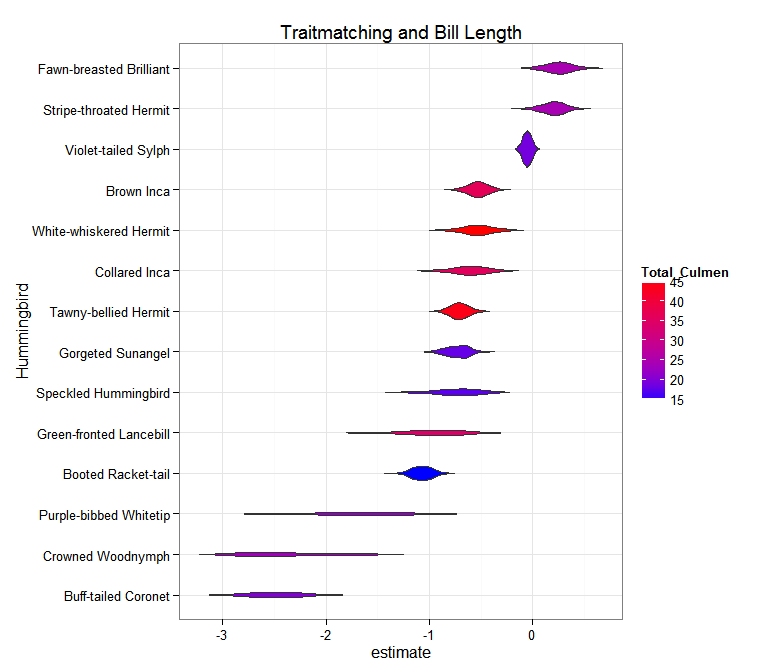 Traitmatching and Bill Length
Hummingbird
Fawn-breasted Brilliant
Stripe-throated Hermit
Violet-tailed Sylph
Brown Inca
White-whiskered Hermit
Collared Inca
Tawny-bellied Hermit
Gorgeted Sunangel
Speckled Hummingbird
Green-fronted Lancebill
Booted Racket-tail
Purple-bibbed Whitetip
Crowned Woodnymph
Buff-tailed Coronet
-3 -2 -1 0
estimate
Total_Culmen
45
40
35
30
25
20
15